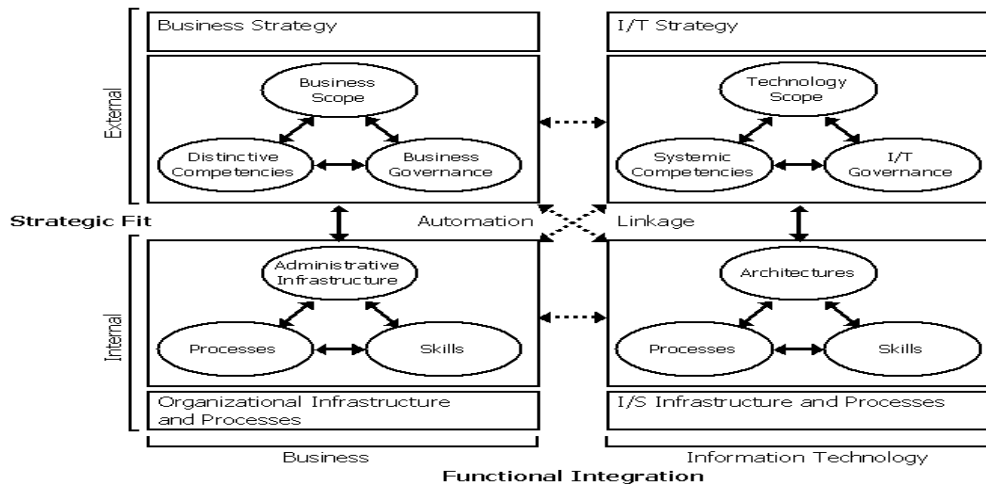 Business Strategy
I/T Strategy
External
Business
Scope
Distinctive
Competencies
Business
Governance
Technology
Scope
Systemic
Competencies
I/T
Governance
Strategic Fit
Automation
Linkage
Internal
Administrative
Infrastructure
Processes
Skills
Architectures
Processes
Skills
Organizational Infrastructure
and Processes
I/S Infrastructure and Processes
Business
Information Technology
Functional Integration